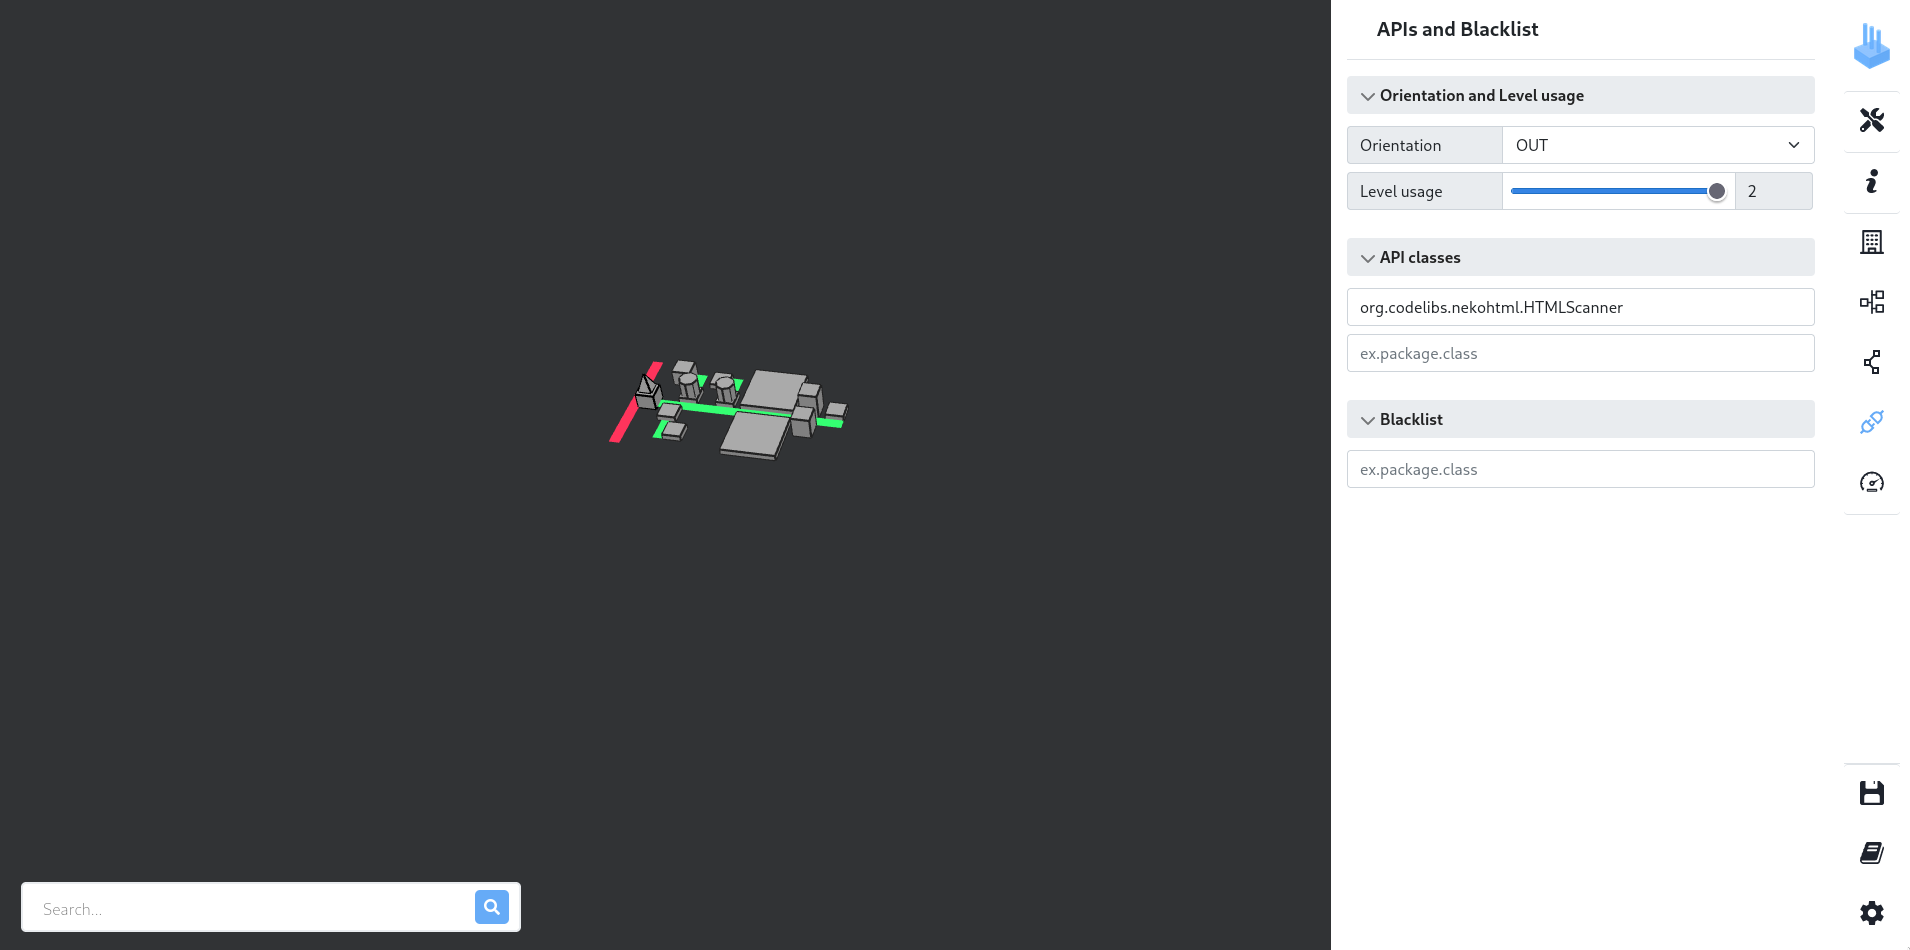 APIs and Blacklist
Orientation and Level usage
Orientation
OUT
Level usage
2
API classes
org.codelibs.nekohtml.HTMLScanner
ex.package.class
Blacklist
ex.package.class
Search...